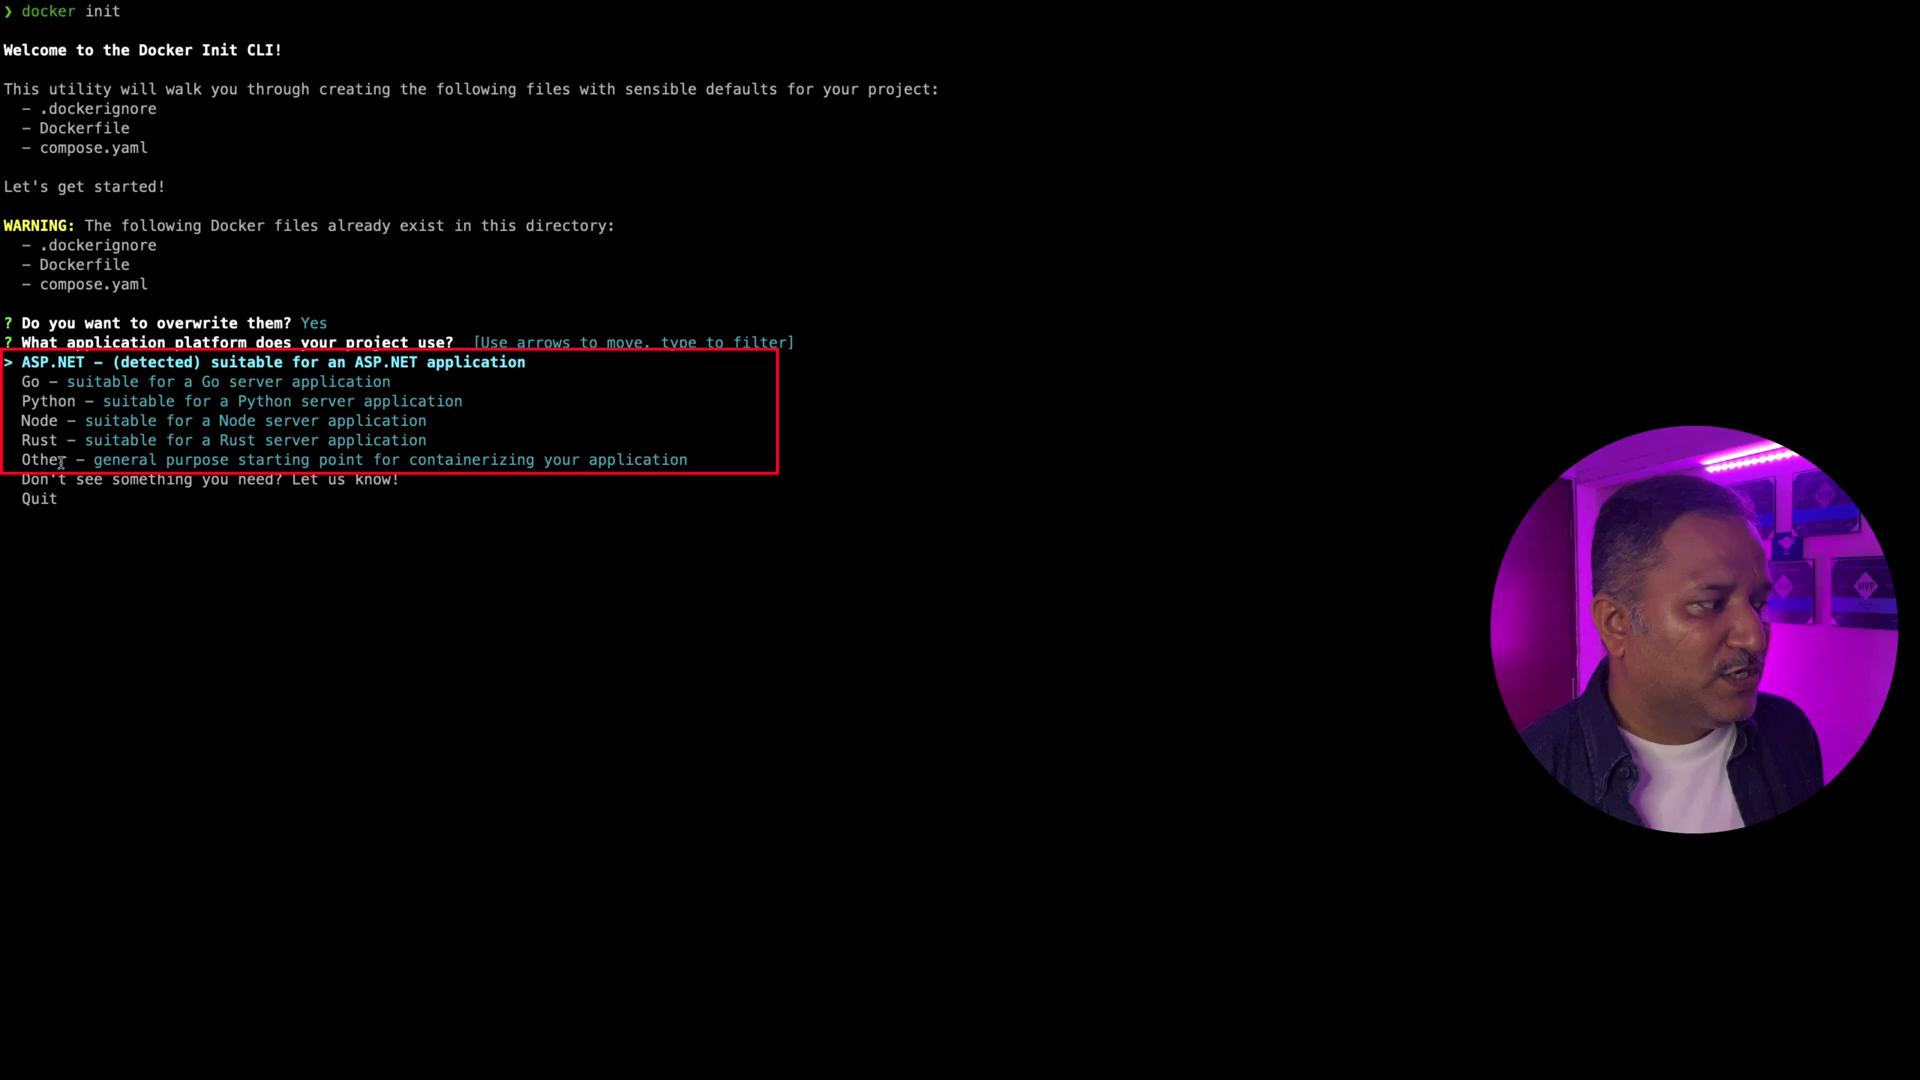 ❯ docker init
Welcome to the Docker Init CLI!
This utility will walk you through creating the following files with sensible defaults for your project:
– .dockerignore
– Dockerfile
– compose.yaml
Let's get started!
WARNING: The following Docker files already exist in this directory:
– .dockerignore
– Dockerfile
– compose.yaml
? Do you want to overwrite them? Yes
? What application platform does your project use? [Use arrows to move, type to filter]
> ASP.NET – (detected) suitable for an ASP.NET application
Go – suitable for a Go server application
Python – suitable for a Python server application
Node – suitable for a Node server application
Rust – suitable for a Rust server application
Other – general purpose starting point for containerizing your application
Don't see something you need? Let us know!
Quit
MVP